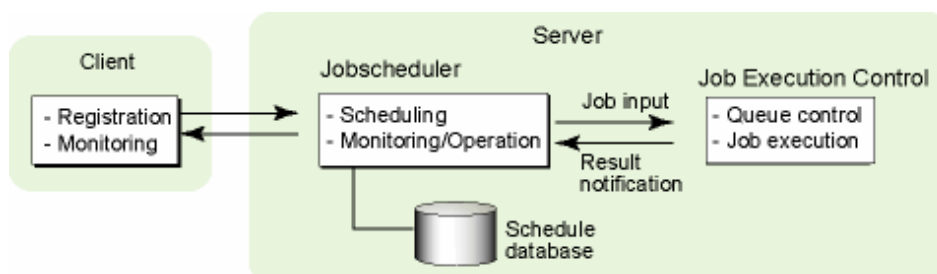 Server
Client
Jobscheduler
Job Execution Control
- Registration
- Monitoring
- Scheduling
- Monitoring/Operation
Job input
Result
notification
- Queue control
- Job execution
Schedule
database